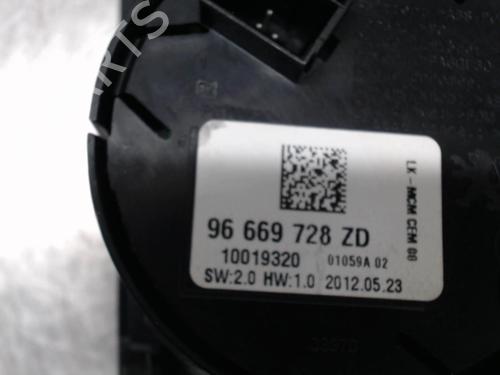 96 669 728 ZD
10019320 01059A 02
SW:2.0 HW:1.0 2012.05.23
LX - MCM CEM 00